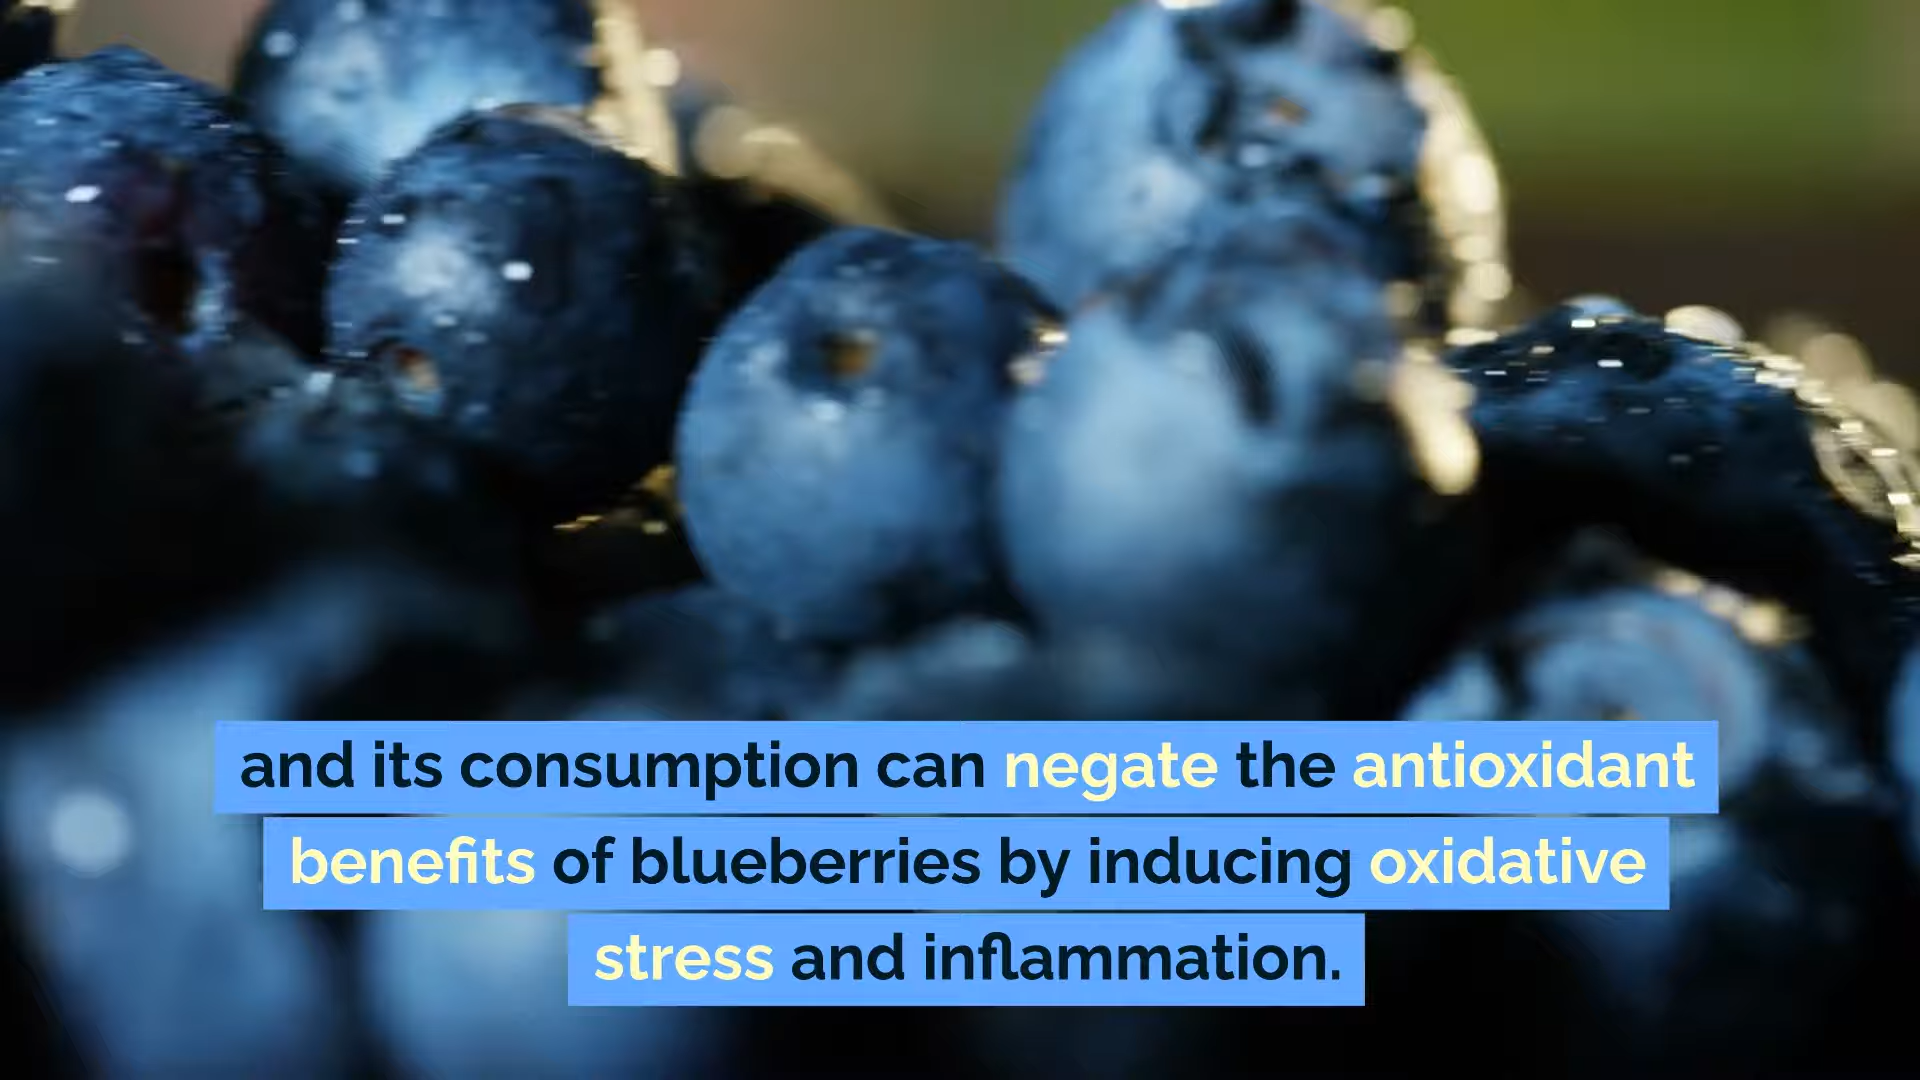 and its consumption can negate the antioxidant
benefits of blueberries by inducing oxidative
stress and inflammation.